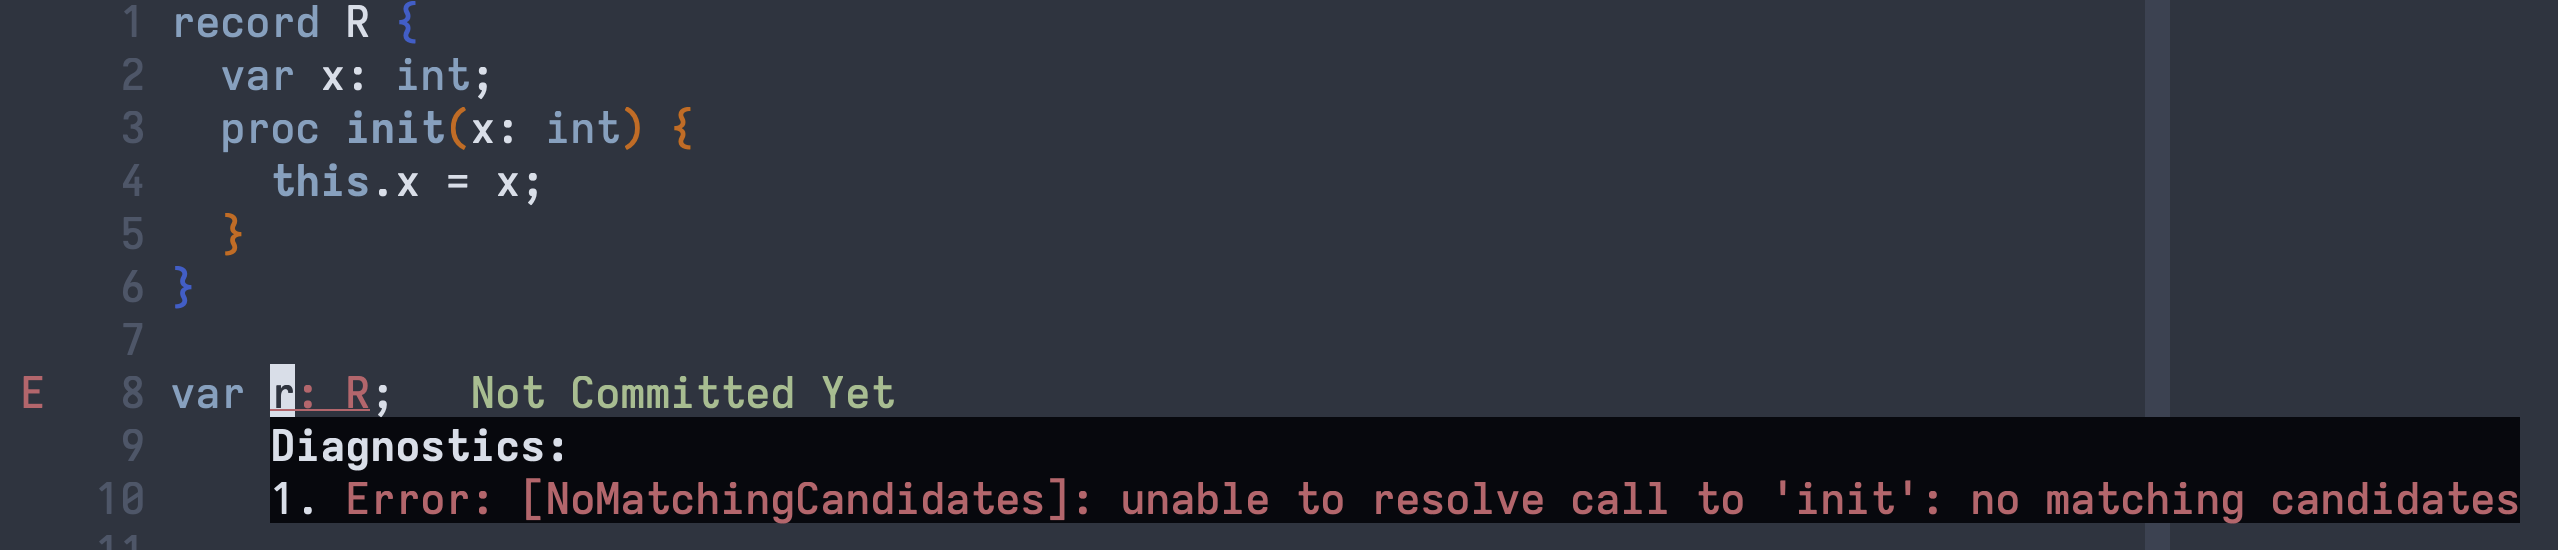 1 record R {
2   var x: int;
3   proc init(x: int) {
4     this.x = x;
5   }
6 }
7
E 8 var r: R;   Not Committed Yet
9 Diagnostics:
10 1. Error: [NoMatchingCandidates]: unable to resolve call to 'init': no matching candidates
11